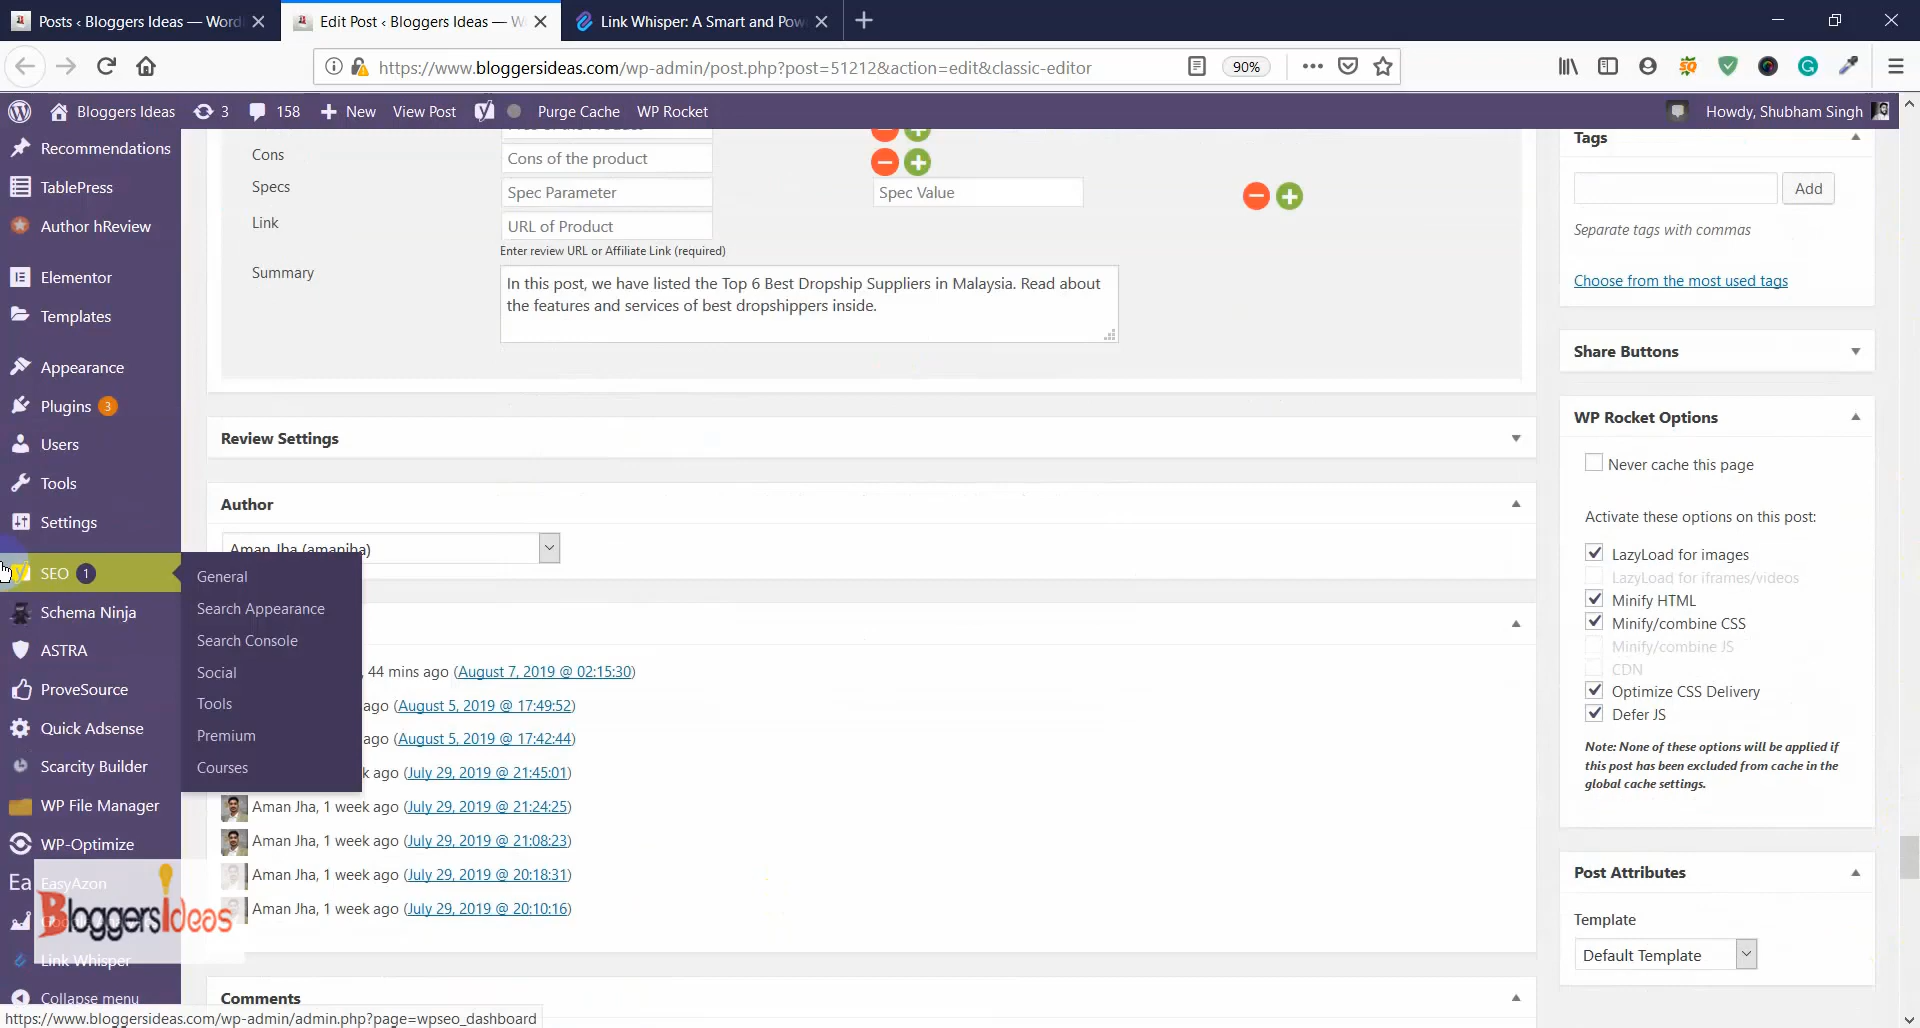 Posts ‹ Bloggers Ideas — Word
Edit Post ‹ Bloggers Ideas — W
Link Whisper: A Smart and Pow
https://www.bloggersideas.com/wp-admin/post.php?post=51212&action=edit&classic-editor
90%
Bloggers Ideas
3
158
New
View Post
Purge Cache
WP Rocket
Howdy, Shubham Singh
Recommendations
TablePress
Author hReview
Elementor
Templates
Appearance
Plugins 3
Users
Tools
Settings
SEO 1
Schema Ninja
ASTRA
ProveSource
Quick Adsense
Scarcity Builder
WP File Manager
WP-Optimize
EasyAzon
BloggersIdeas
Link Whisper
Collapse menu
General
Search Appearance
Search Console
Social
Tools
Premium
Courses
Cons
Cons of the product
Specs
Spec Parameter
Spec Value
Link
URL of Product
Enter review URL or Affiliate Link (required)
Summary
In this post, we have listed the Top 6 Best Dropship Suppliers in Malaysia. Read about
the features and services of best dropshippers inside.
Review Settings
Author
Aman Jha (amanjha)
, 44 mins ago (August 7, 2019 @ 02:15:30)
ago (August 5, 2019 @ 17:49:52)
ago (August 5, 2019 @ 17:42:44)
k ago (July 29, 2019 @ 21:45:01)
Aman Jha, 1 week ago (July 29, 2019 @ 21:24:25)
Aman Jha, 1 week ago (July 29, 2019 @ 21:08:23)
Aman Jha, 1 week ago (July 29, 2019 @ 20:18:31)
Aman Jha, 1 week ago (July 29, 2019 @ 20:10:16)
Comments
Tags
Add
Separate tags with commas
Choose from the most used tags
Share Buttons
WP Rocket Options
Never cache this page
Activate these options on this post:
LazyLoad for images
LazyLoad for iframes/videos
Minify HTML
Minify/combine CSS
Minify/combine JS
CDN
Optimize CSS Delivery
Defer JS
Note: None of these options will be applied if
this post has been excluded from cache in the
global cache settings.
Post Attributes
Template
Default Template
https://www.bloggersideas.com/wp-admin/admin.php?page=wpseo_dashboard